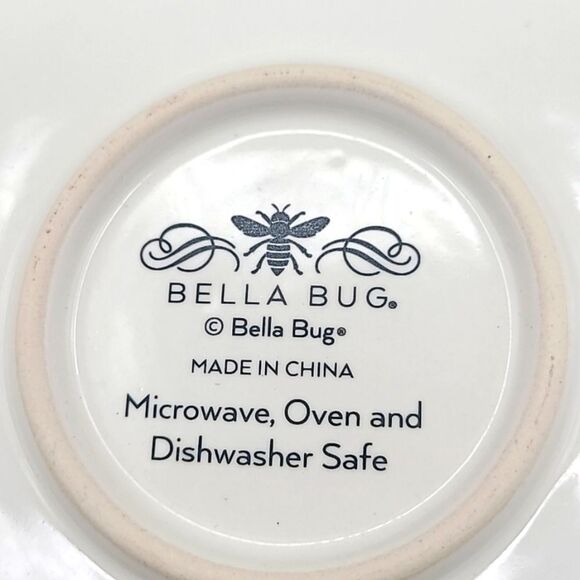 BELLA BUG®
© Bella Bug®
MADE IN CHINA
Microwave, Oven and
Dishwasher Safe